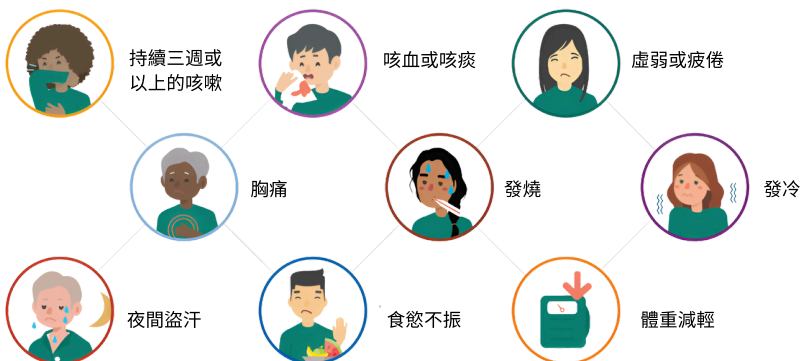 持續三週或
以上的咳嗽
咳血或咳痰
虛弱或疲倦
胸痛
發燒
發冷
夜間盜汗
食慾不振
體重減輕